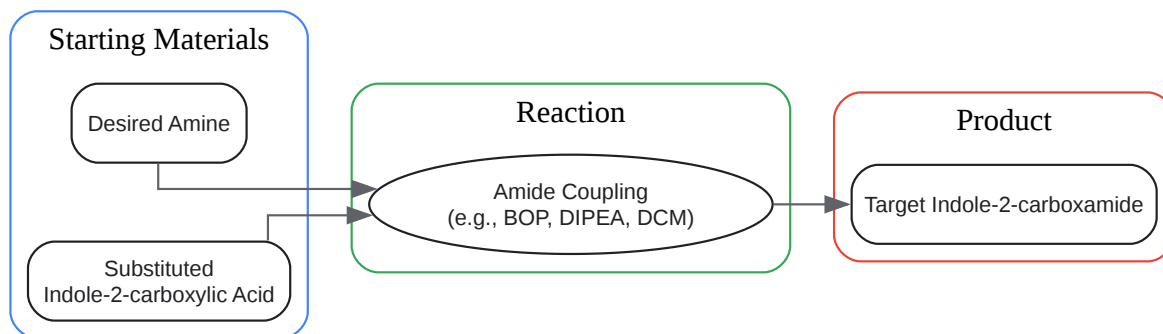 Starting Materials
Desired Amine
Substituted
Indole-2-carboxylic Acid
Reaction
Amide Coupling
(e.g., BOP, DIPEA, DCM)
Product
Target Indole-2-carboxamide